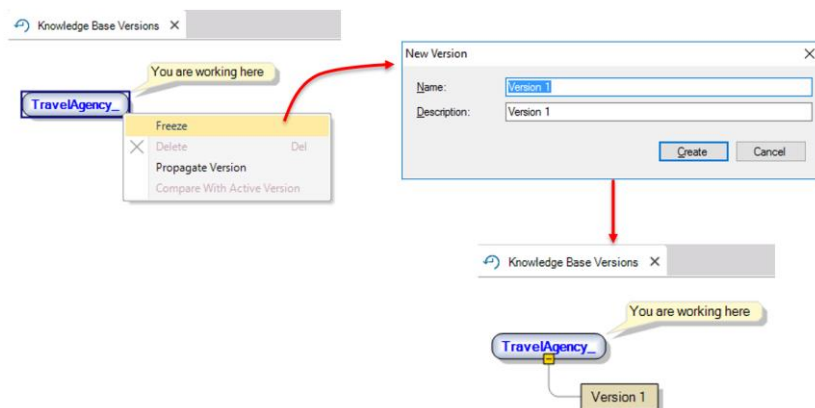 Knowledge Base Versions
You are working here
TravelAgency_
Freeze
Delete Del
Propagate Version
Compare With Active Version
New Version
Name: Version 1
Description: Version 1
Create Cancel
Knowledge Base Versions
You are working here
TravelAgency_
Version 1